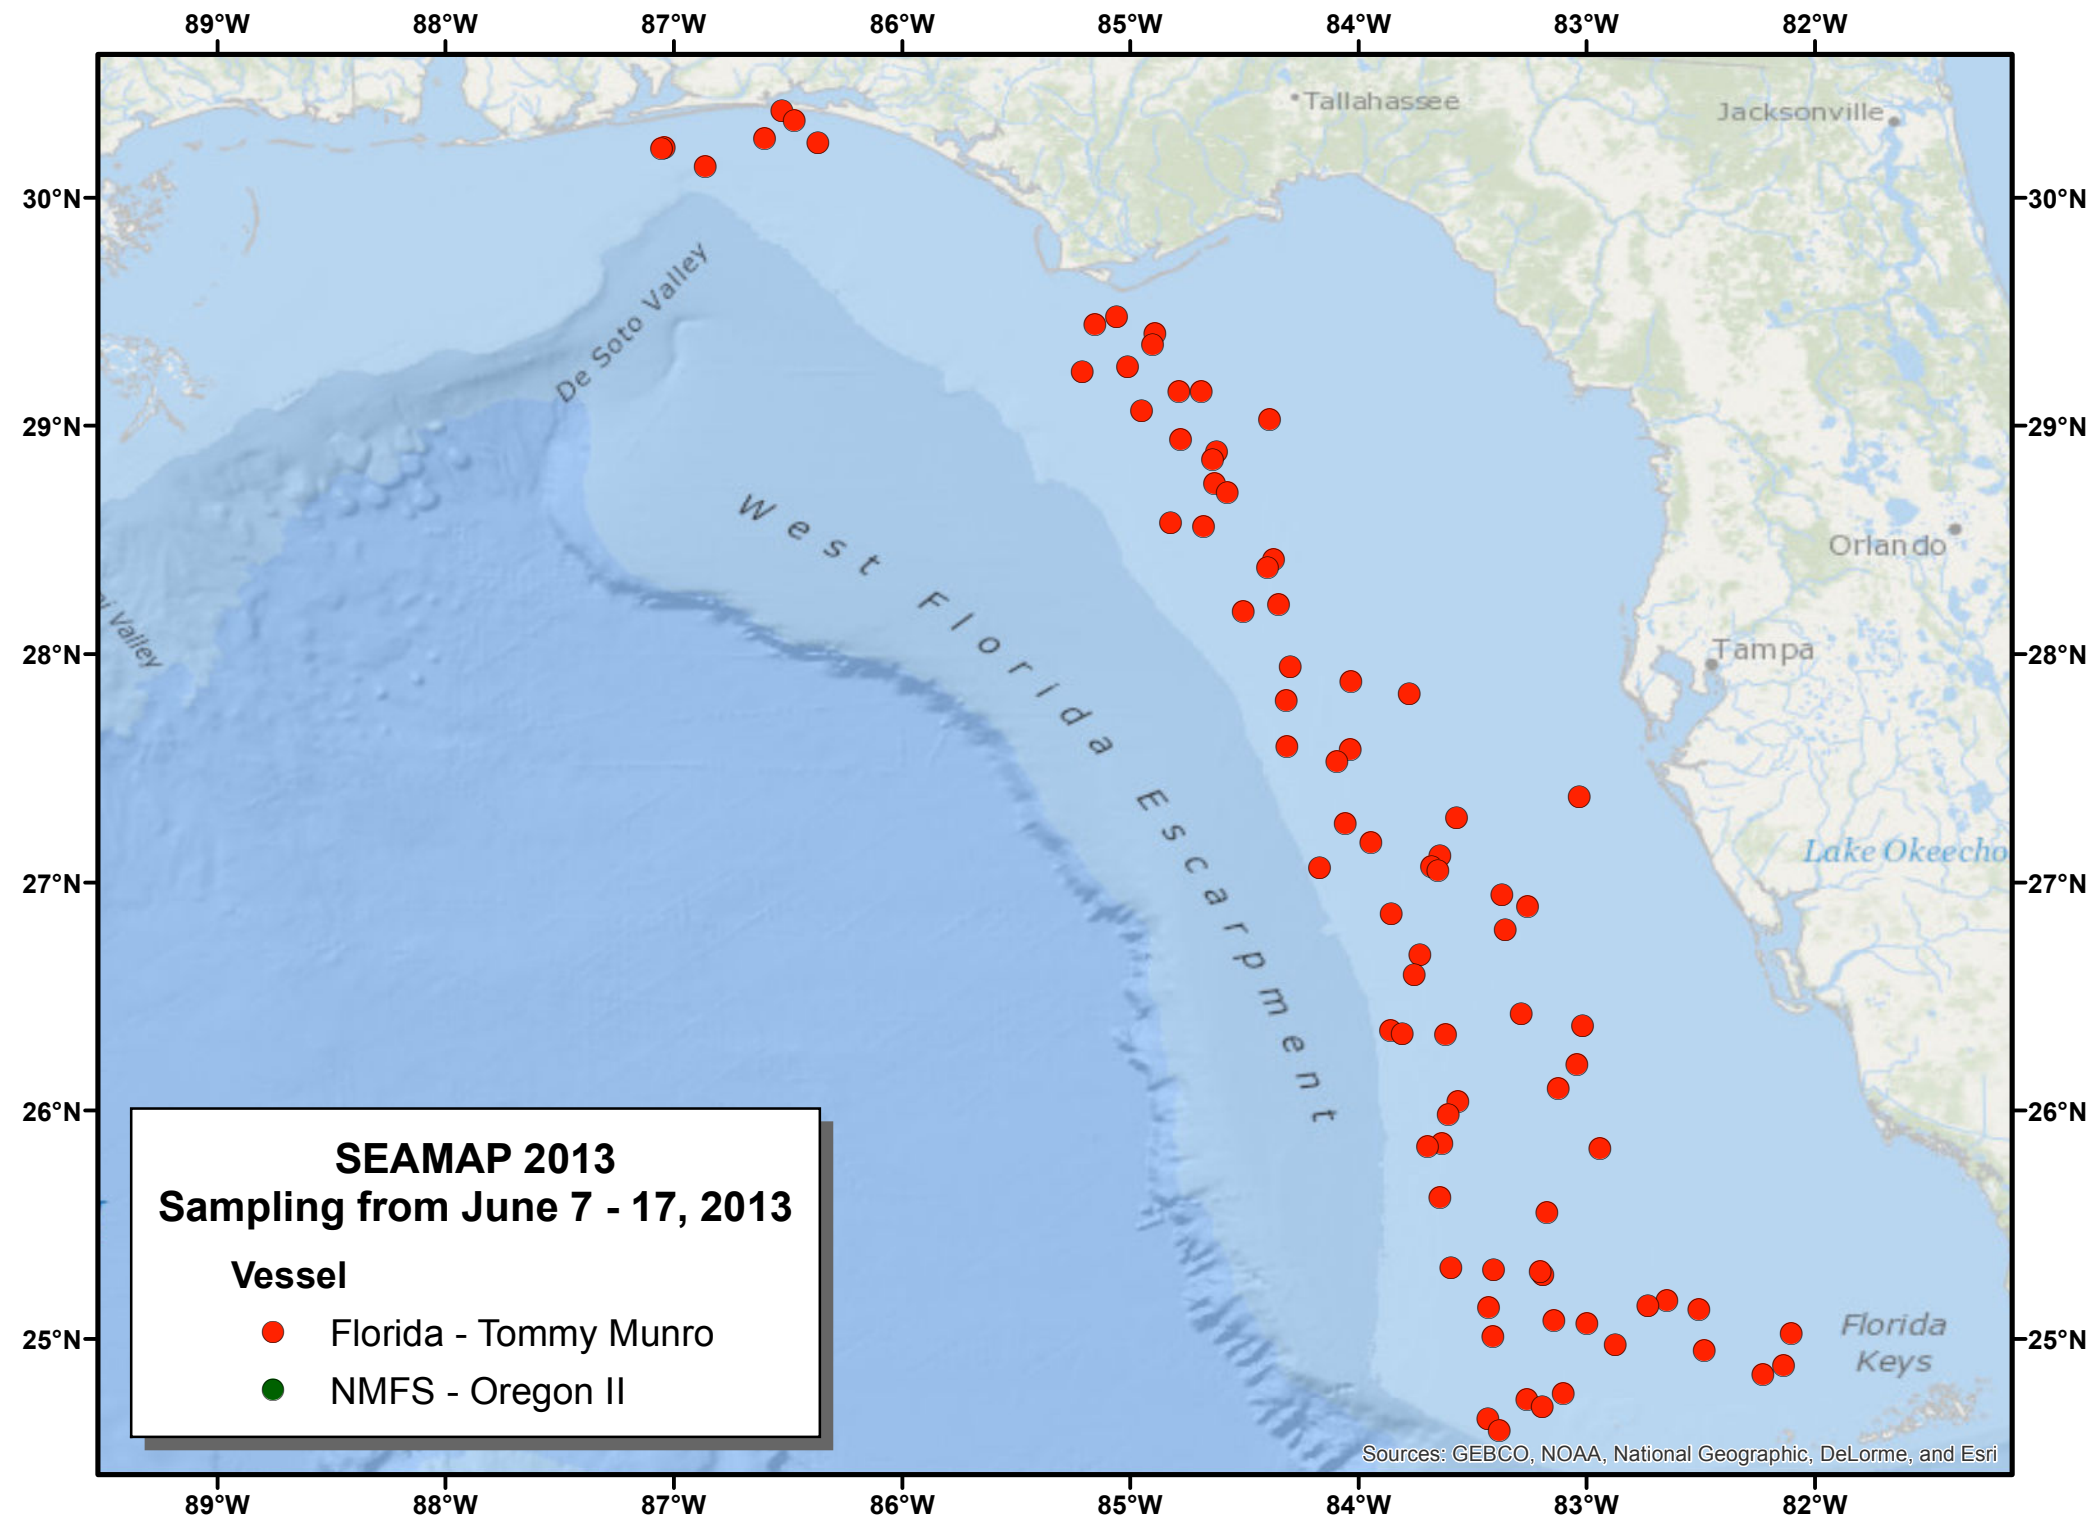 89°W 88°W 87°W 86°W 85°W 84°W 83°W 82°W
Tallahassee
Jacksonville
30°N 30°N
De Soto Valley
29°N 29°N
West Florida Escarpment
Orlando
Valley
28°N 28°N
Tampa
Lake Okeecho
27°N 27°N
26°N 26°N
SEAMAP 2013
Sampling from June 7 - 17, 2013
Vessel
Florida - Tommy Munro
NMFS - Oregon II
25°N 25°N
Florida
Keys
Sources: GEBCO, NOAA, National Geographic, DeLorme, and Esri
89°W 88°W 87°W 86°W 85°W 84°W 83°W 82°W